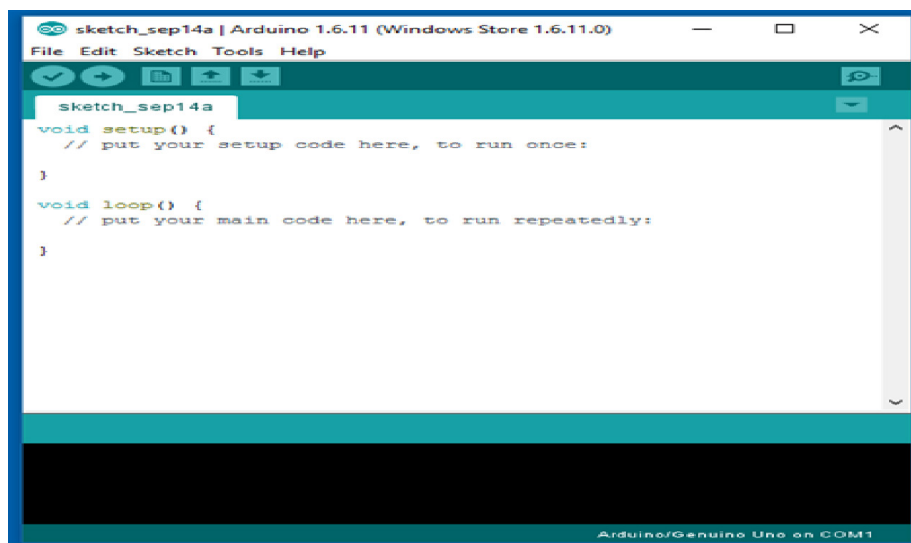 sketch_sep14a | Arduino 1.6.11 (Windows Store 1.6.11.0)
File Edit Sketch Tools Help
sketch_sep14a
void setup() {
// put your setup code here, to run once:
}
void loop() {
// put your main code here, to run repeatedly:
}
Arduino/Genuino Uno on COM1